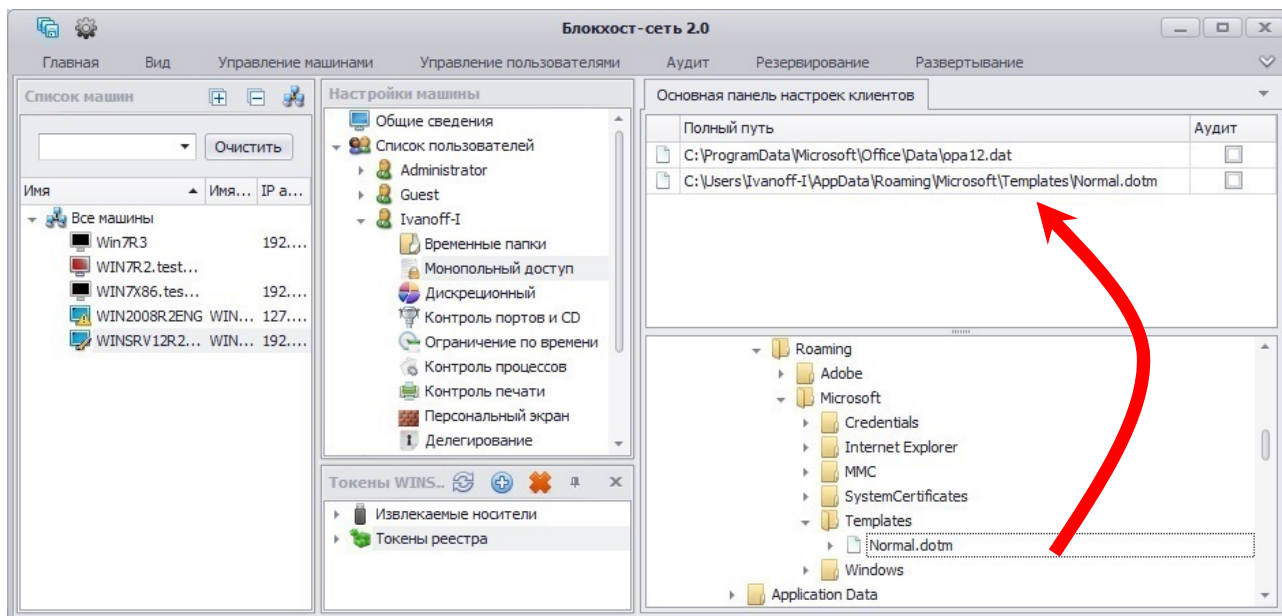 Блокхост-сеть 2.0
Главная Вид Управление машинами Управление пользователями Аудит Резервирование Развертывание
Список машин
Очистить
Имя Имя... IP а...
Все машины
Win7R3 192....
WIN7R2.test...
WIN7X86.tes... 192....
WIN2008R2ENG WIN... 127....
WINSRV12R2... WIN... 192....
Настройки машины
Общие сведения
Список пользователей
Administrator
Guest
Ivanoff-I
Временные папки
Монопольный доступ
Дискреционный
Контроль портов и CD
Ограничение по времени
Контроль процессов
Контроль печати
Персональный экран
Делегирование
Токены WINS..
Извлекаемые носители
Токены реестра
Основная панель настроек клиентов
Полный путь Аудит
C:\ProgramData\Microsoft\Office\Data\opa12.dat
C:\Users\Ivanoff-I\AppData\Roaming\Microsoft\Templates\Normal.dotm
Roaming
Adobe
Microsoft
Credentials
Internet Explorer
MMC
SystemCertificates
Templates
Normal.dotm
Windows
Application Data